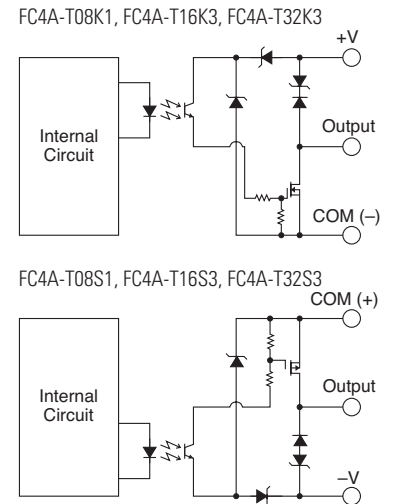 FC4A-T08K1, FC4A-T16K3, FC4A-T32K3
+V
Internal
Circuit
Output
COM (–)
FC4A-T08S1, FC4A-T16S3, FC4A-T32S3
COM (+)
Internal
Circuit
Output
–V